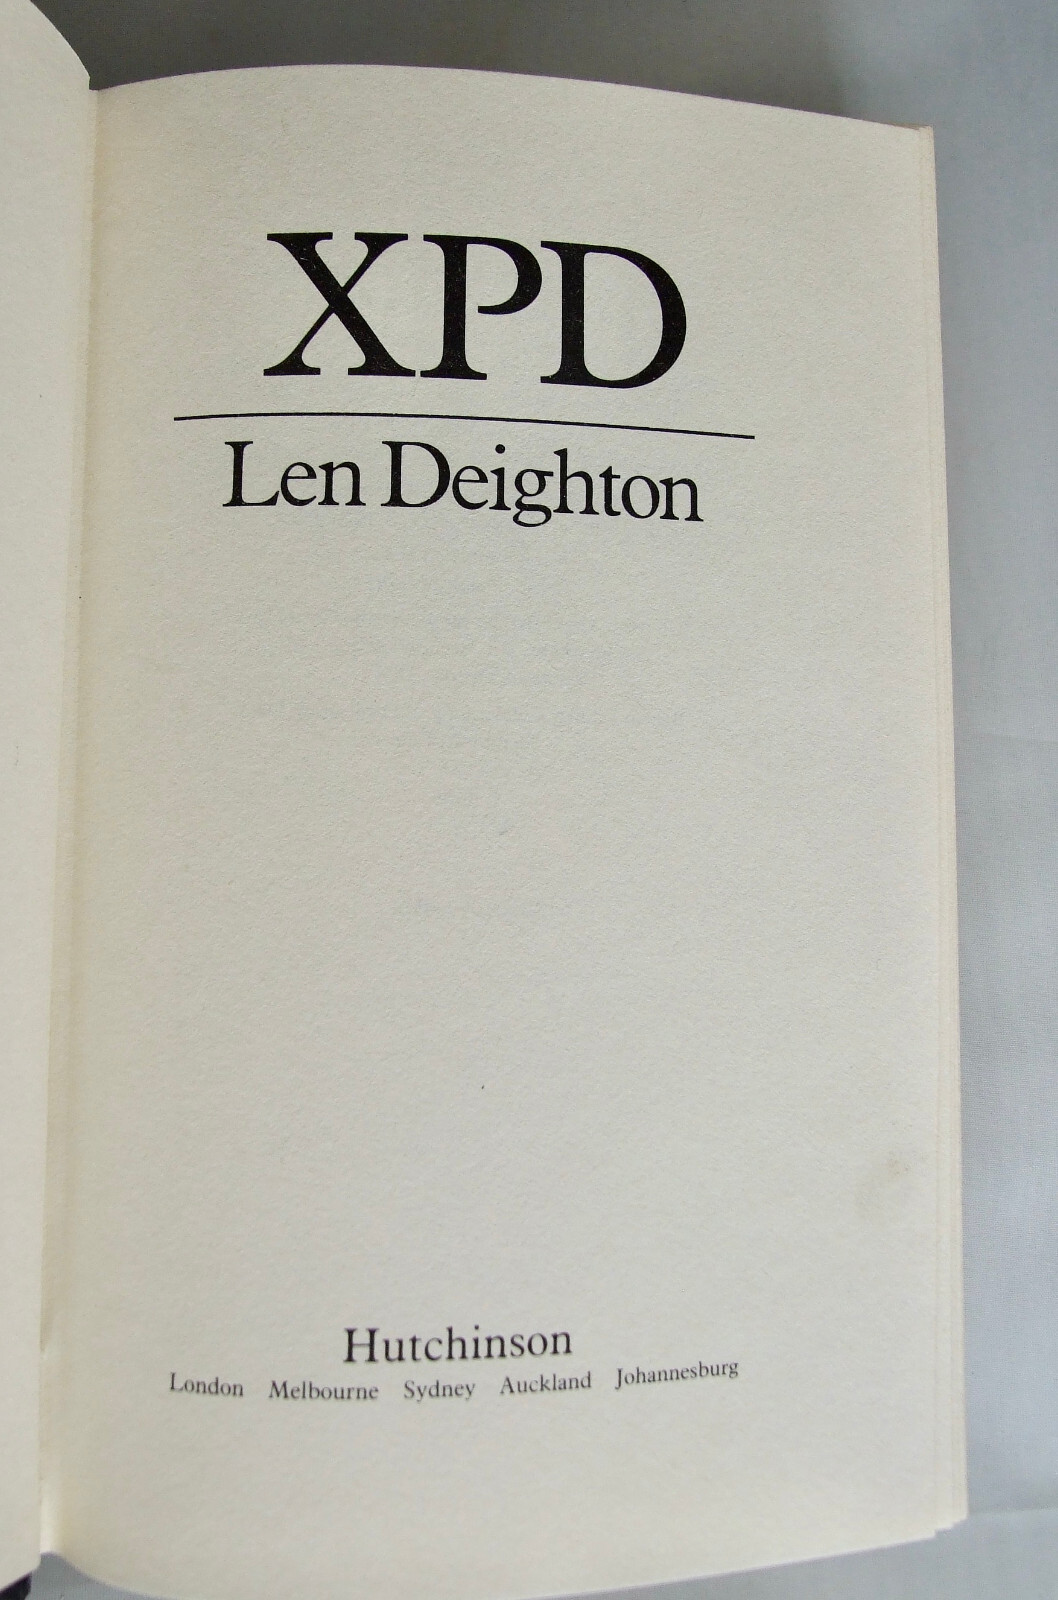 XPD
Len Deighton
Hutchinson
London Melbourne Sydney Auckland Johannesburg